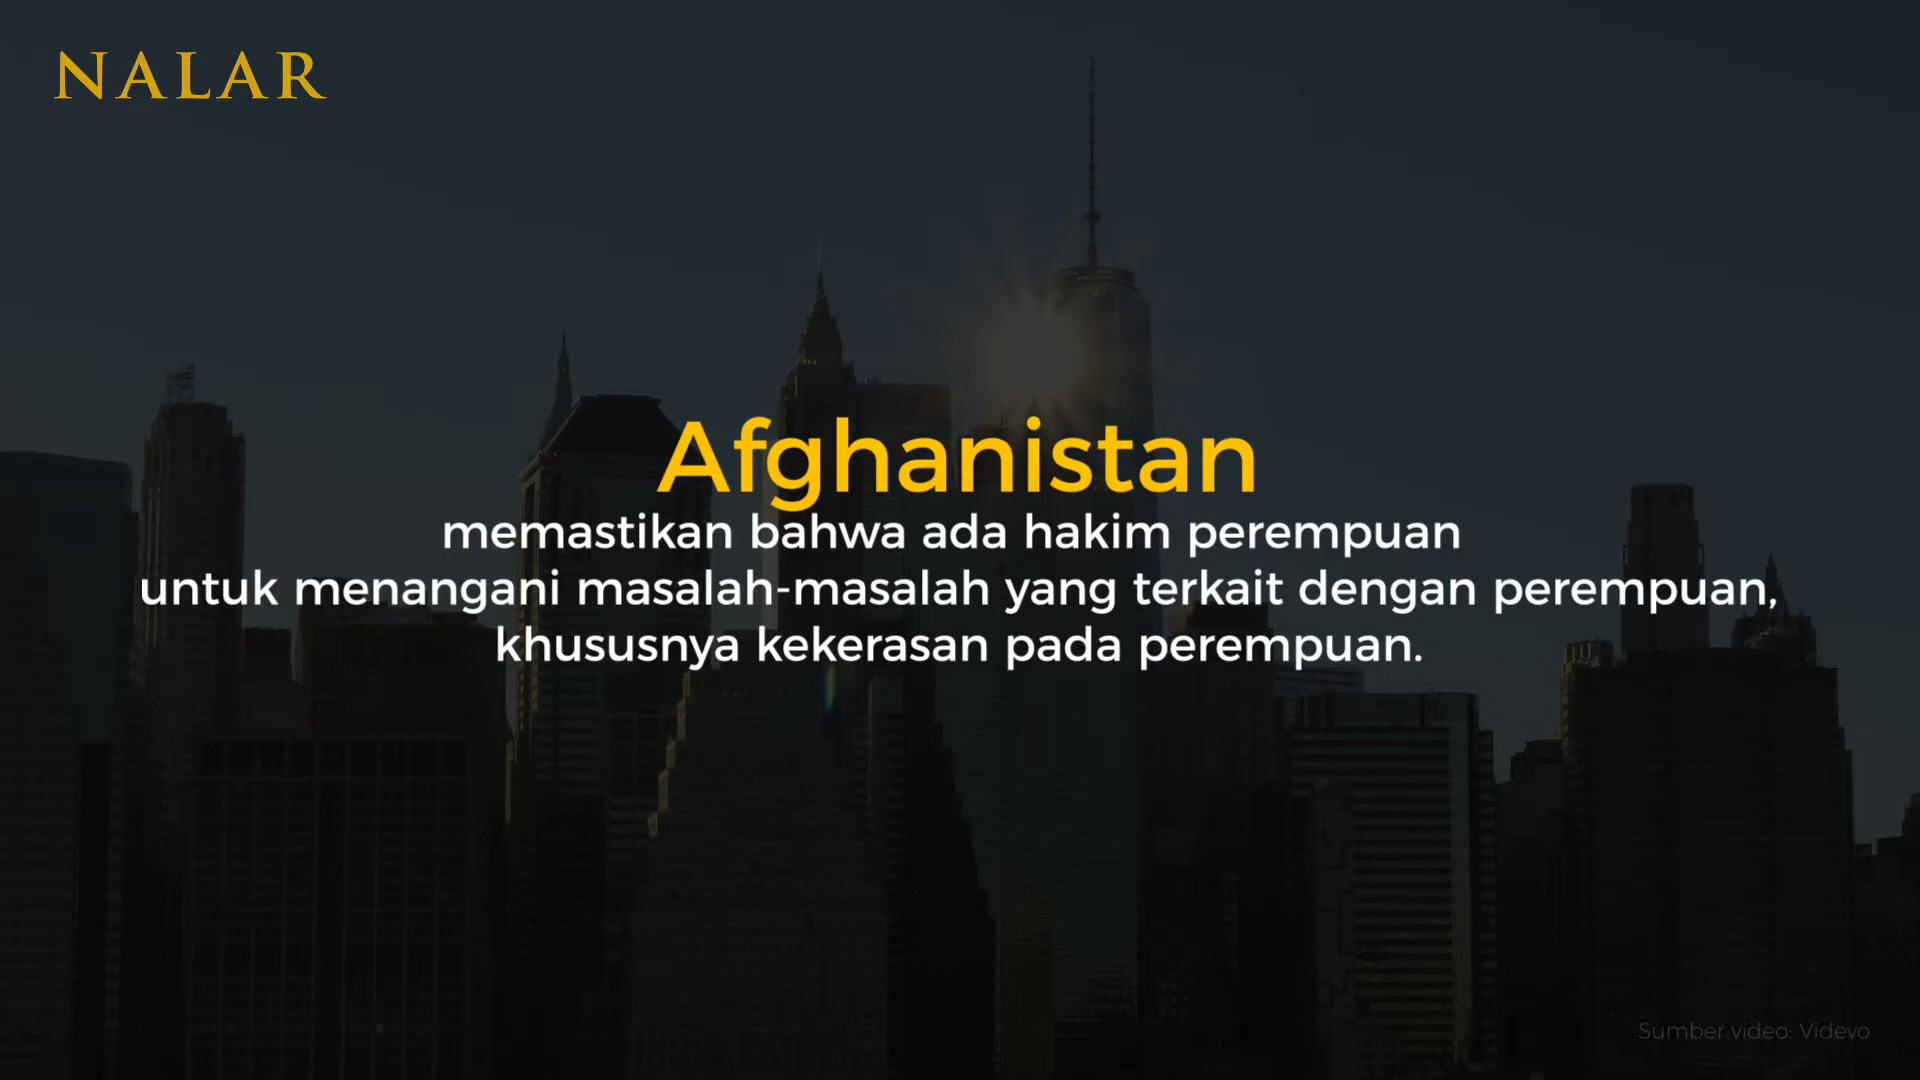 NALAR
Afghanistan
memastikan bahwa ada hakim perempuan
untuk menangani masalah-masalah yang terkait dengan perempuan,
khususnya kekerasan pada perempuan.
Sumber video: Videvo